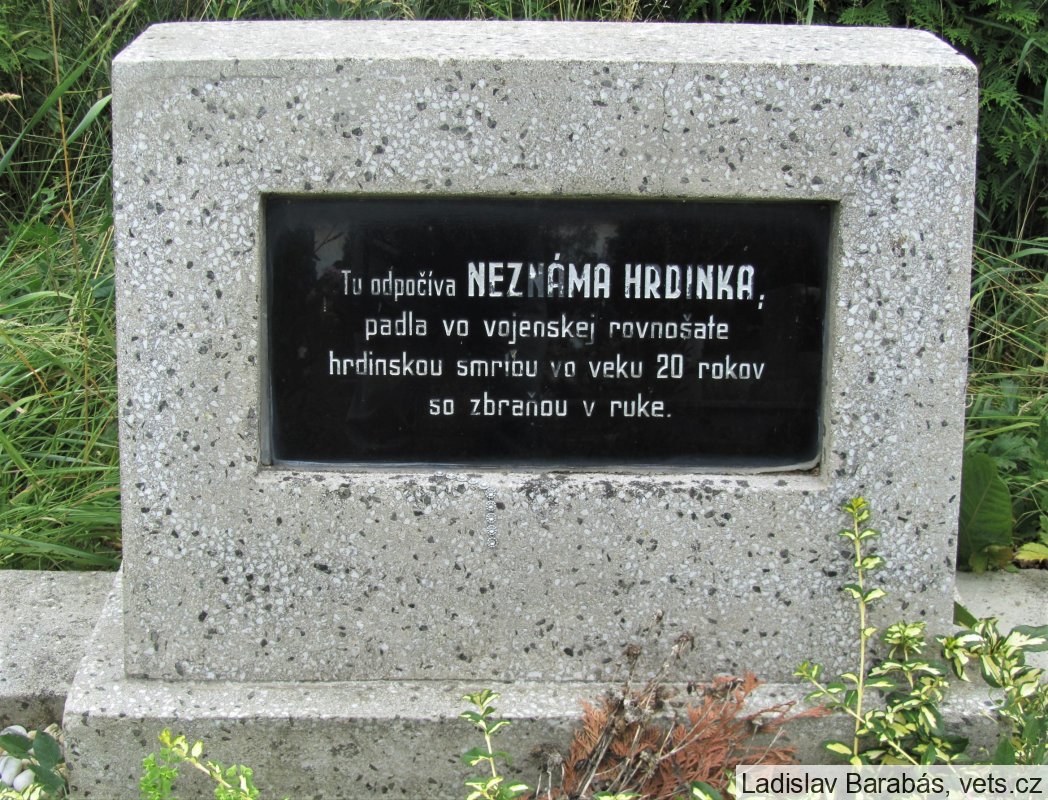 Tu odpočíva NEZNÁMA HRDINKA,
padla vo vojenskej rovnošate
hrdinskou smrťou vo veku 20 rokov
so zbraňou v ruke.
Ladislav Barabás, vets.cz